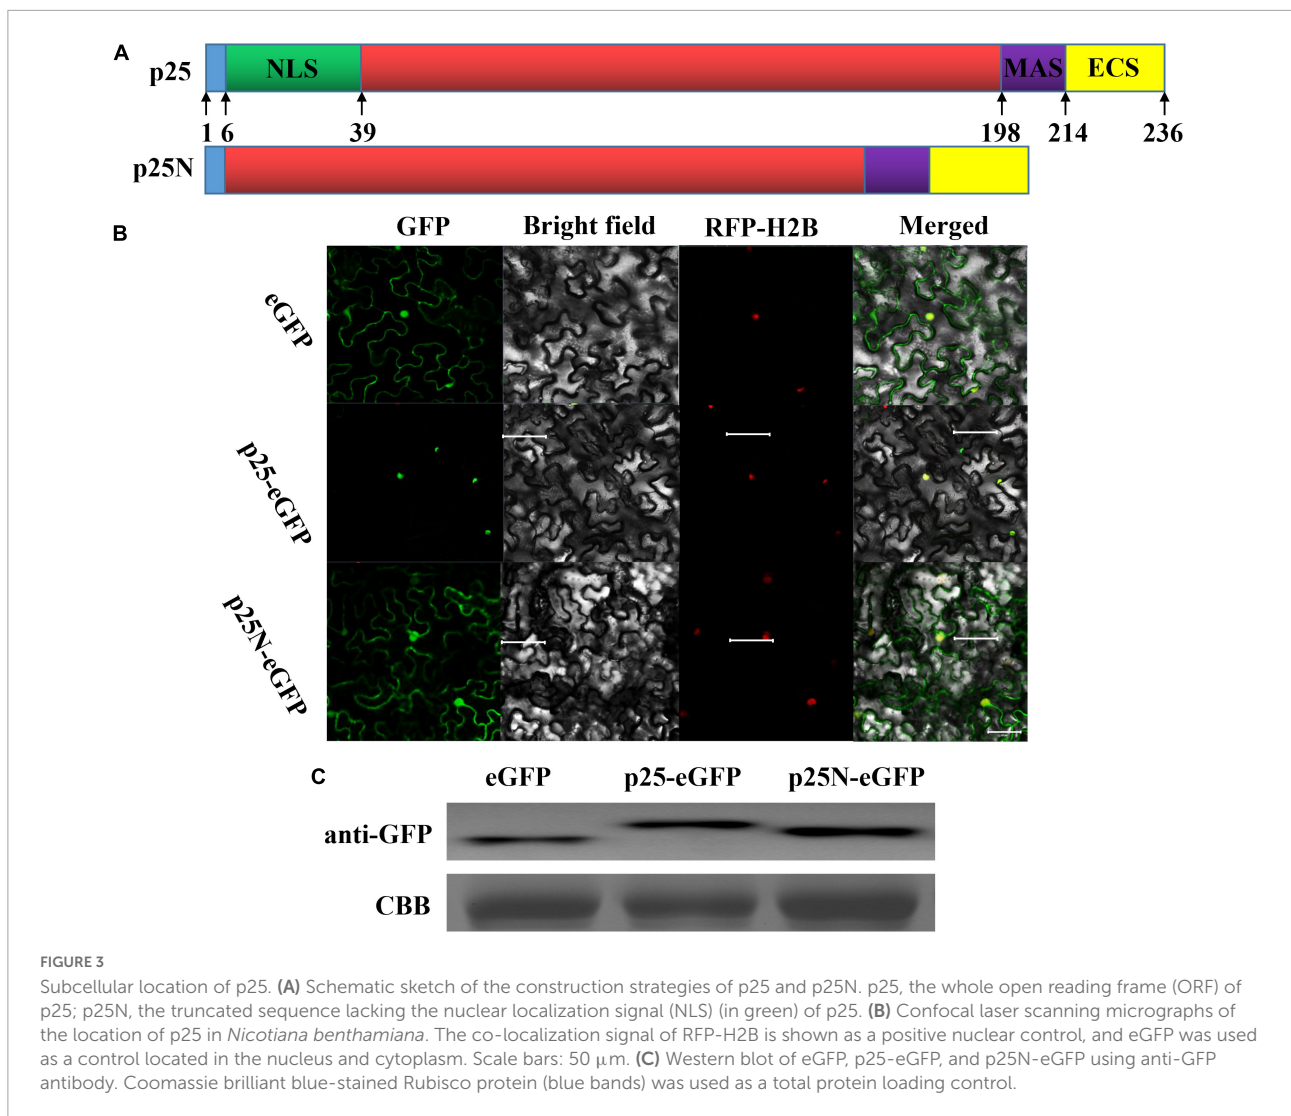 A
p25
NLS
MAS
ECS
1 6 39 198 214 236
p25N
B
GFP Bright field RFP-H2B Merged
eGFP
p25-eGFP
p25N-eGFP
C
eGFP p25-eGFP p25N-eGFP
anti-GFP
CBB
FIGURE 3
Subcellular location of p25. (A) Schematic sketch of the construction strategies of p25 and p25N. p25, the whole open reading frame (ORF) of
p25; p25N, the truncated sequence lacking the nuclear localization signal (NLS) (in green) of p25. (B) Confocal laser scanning micrographs of
the location of p25 in Nicotiana benthamiana. The co-localization signal of RFP-H2B is shown as a positive nuclear control, and eGFP was used
as a control located in the nucleus and cytoplasm. Scale bars: 50 μm. (C) Western blot of eGFP, p25-eGFP, and p25N-eGFP using anti-GFP
antibody. Coomassie brilliant blue-stained Rubisco protein (blue bands) was used as a total protein loading control.